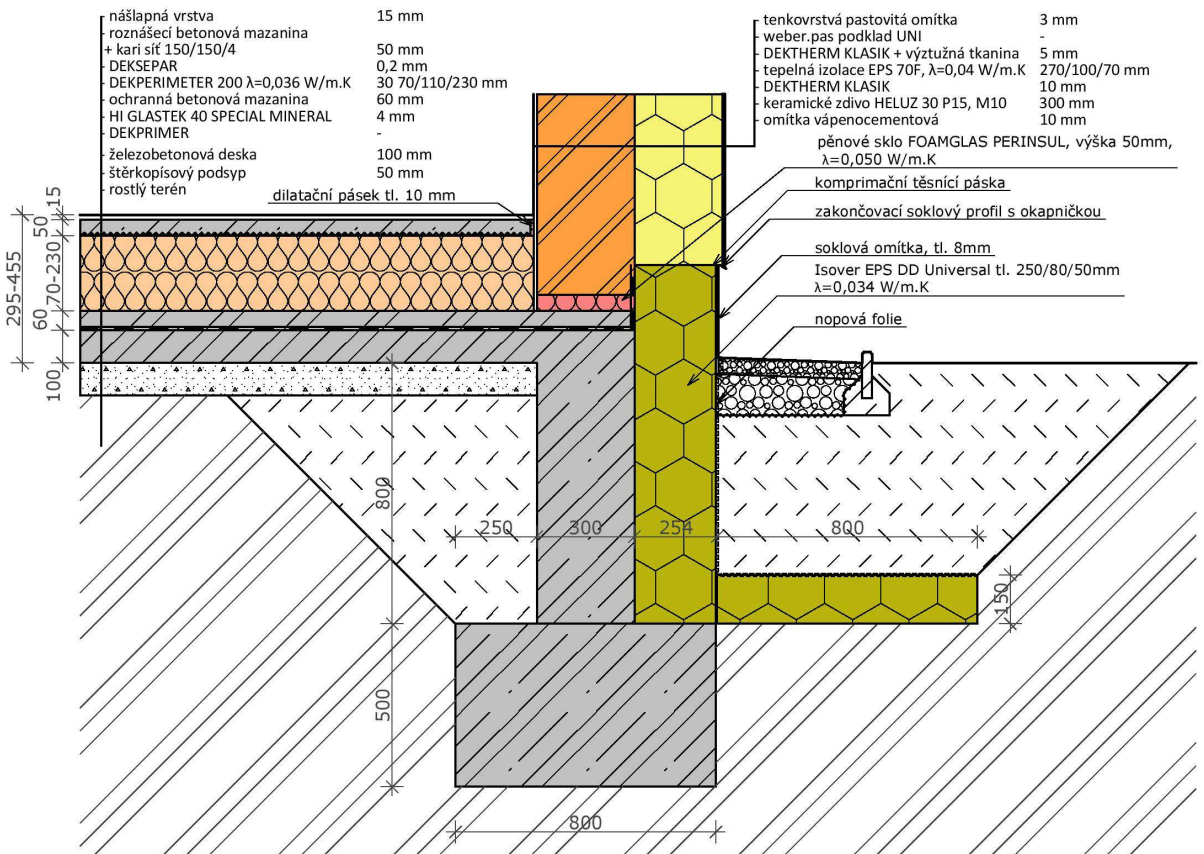 nášlapná vrstva 15 mm
roznášecí betonová mazanina
+ kari síť 150/150/4 50 mm
DEKSEPAR 0,2 mm
DEKPERIMETER 200 λ=0,036 W/m.K 30 70/110/230 mm
ochranná betonová mazanina 60 mm
HI GLASTEK 40 SPECIAL MINERAL 4 mm
DEKPRIMER -
železobetonová deska 100 mm
štěrkopísový podsyp 50 mm
rostlý terén
dilatační pásek tl. 10 mm
tenkovrstvá pastovitá omítka 3 mm
weber.pas podklad UNI -
DEKTHERM KLASIK + výztužná tkanina 5 mm
tepelná izolace EPS 70F, λ=0,04 W/m.K 270/100/70 mm
DEKTHERM KLASIK 10 mm
keramické zdivo HELUZ 30 P15, M10 300 mm
omítka vápenocementová 10 mm
pěnové sklo FOAMGLAS PERINSUL, výška 50mm,
λ=0,050 W/m.K
komprimační těsnící páska
zakončovací soklový profil s okapničkou
soklová omítka, tl. 8mm
Isover EPS DD Universal tl. 250/80/50mm
λ=0,034 W/m.K
nopová folie
15
50
70-230
60
100
295-455
800
500
250 300 254 800
150
800